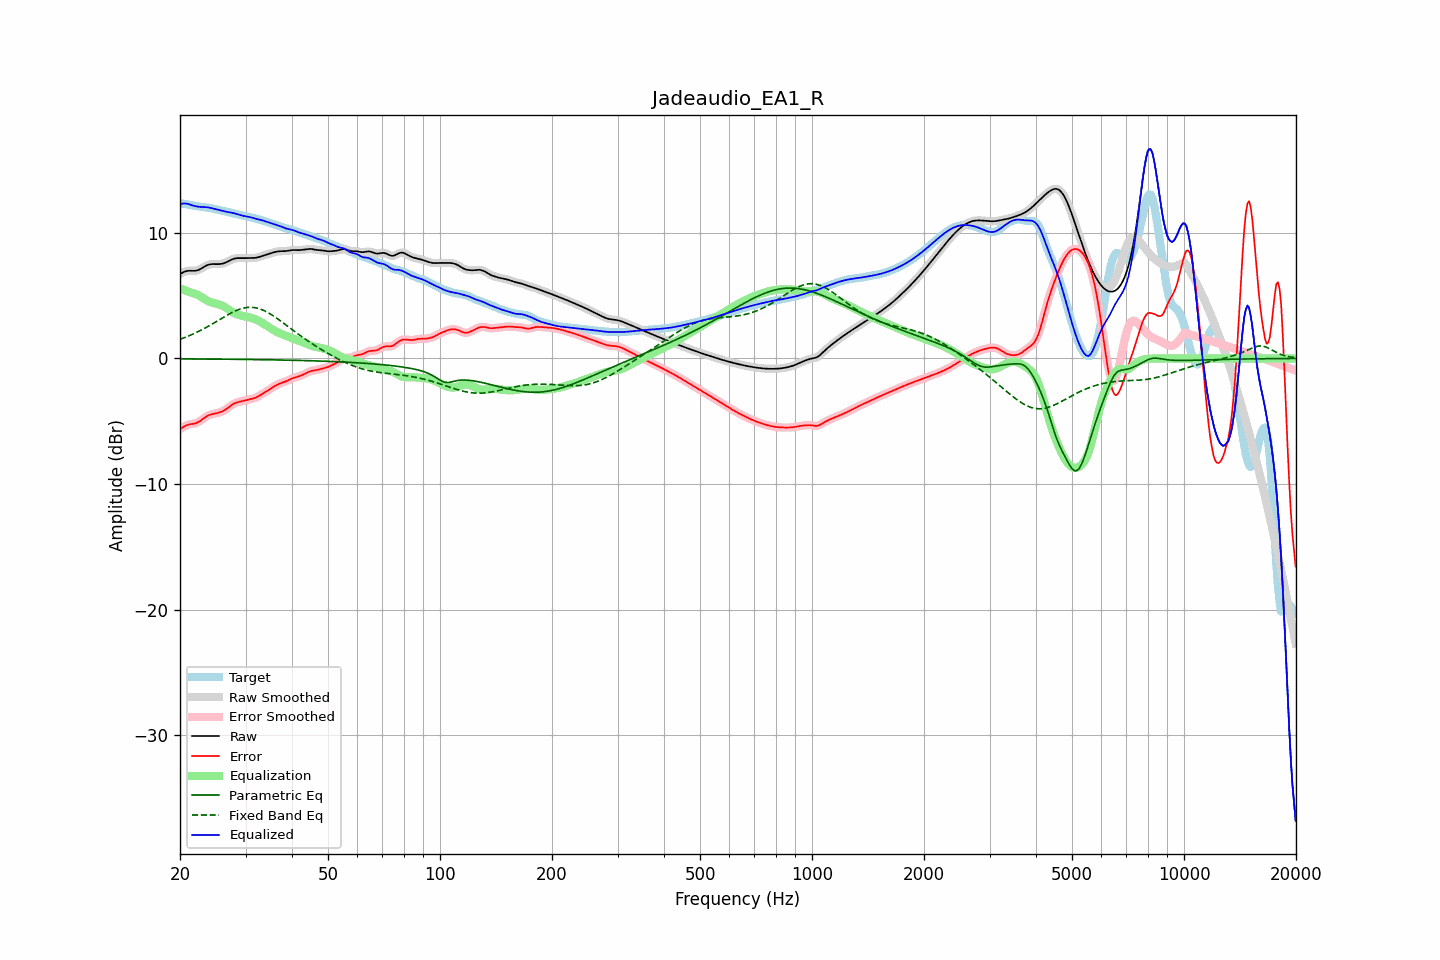 Jadeaudio_EA1_R
10
0
−10
−20
−30
Amplitude (dBr)
Target
Raw Smoothed
Error Smoothed
Raw
Error
Equalization
Parametric Eq
Fixed Band Eq
Equalized
20 50 100 200 500 1000 2000 5000 10000 20000
Frequency (Hz)